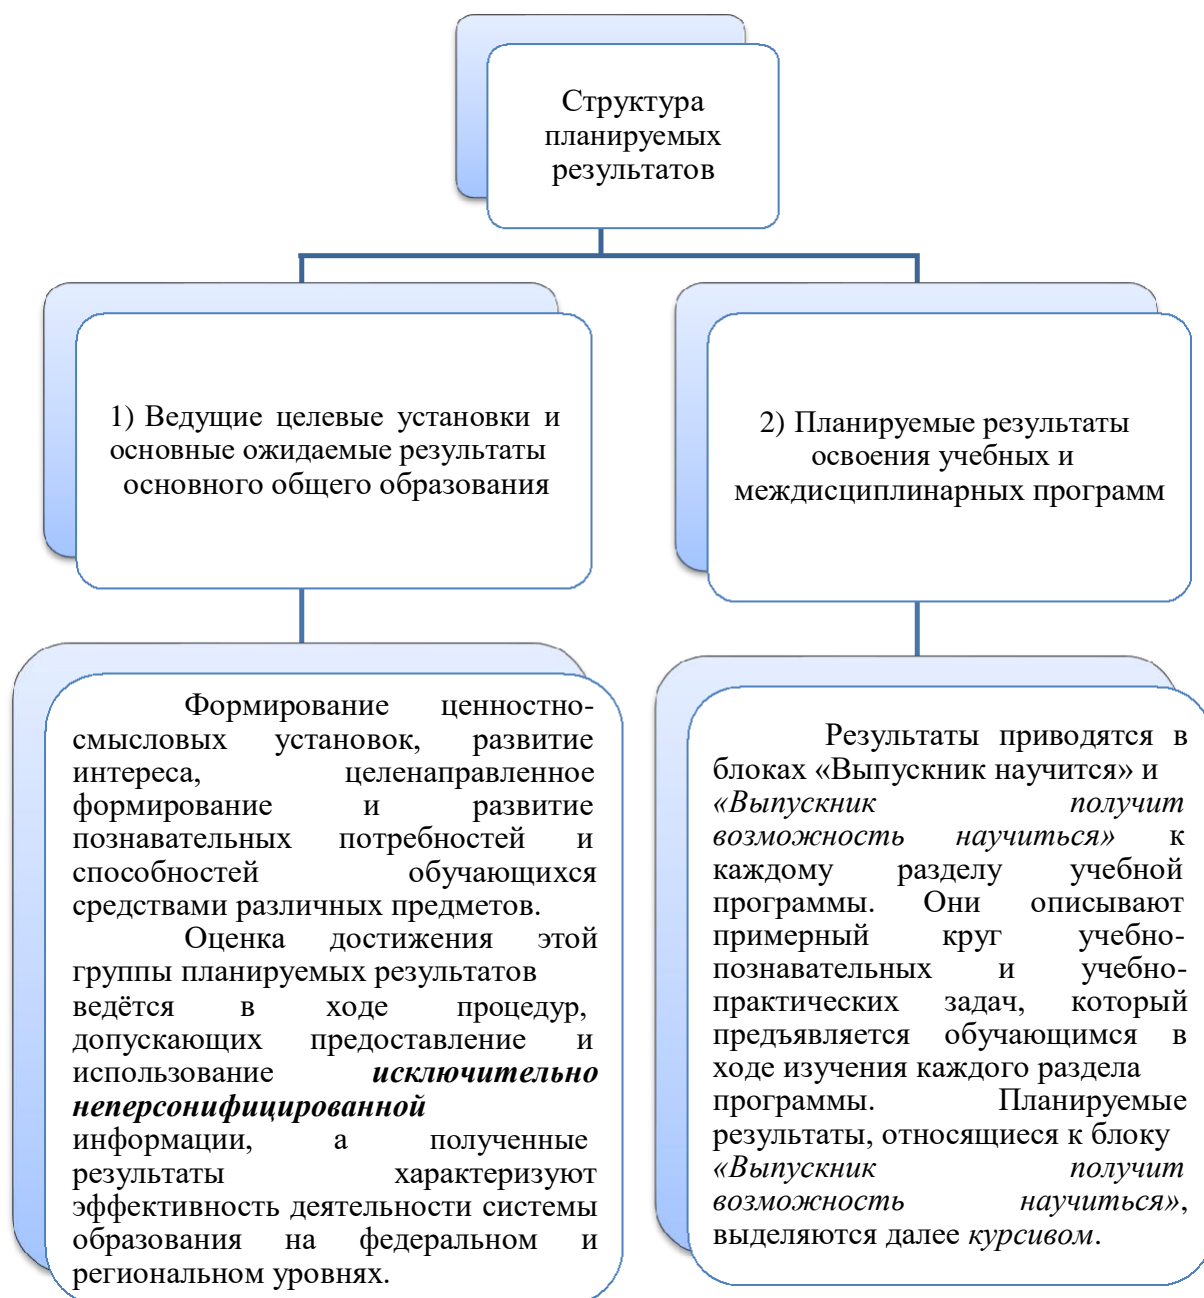 Структура
планируемых
результатов
1) Ведущие целевые установки и
основные ожидаемые результаты
основного общего образования
2) Планируемые результаты
освоения учебных и
междисциплинарных программ
Формирование ценностно-
смысловых установок, развитие
интереса, целенаправленное
формирование и развитие
познавательных потребностей и
способностей обучающихся
средствами различных предметов.
Оценка достижения этой
группы планируемых результатов
ведётся в ходе процедур,
допускающих предоставление и
использование исключительно
неперсонифицированной
информации, а полученные
результаты характеризуют
эффективность деятельности системы
образования на федеральном и
региональном уровнях.
Результаты приводятся в
блоках «Выпускник научится» и
«Выпускник получит
возможность научиться» к
каждому разделу учебной
программы. Они описывают
примерный круг учебно-
познавательных и учебно-
практических задач, который
предъявляется обучающимся в
ходе изучения каждого раздела
программы. Планируемые
результаты, относящиеся к блоку
«Выпускник получит
возможность научиться»,
выделяются далее курсивом.